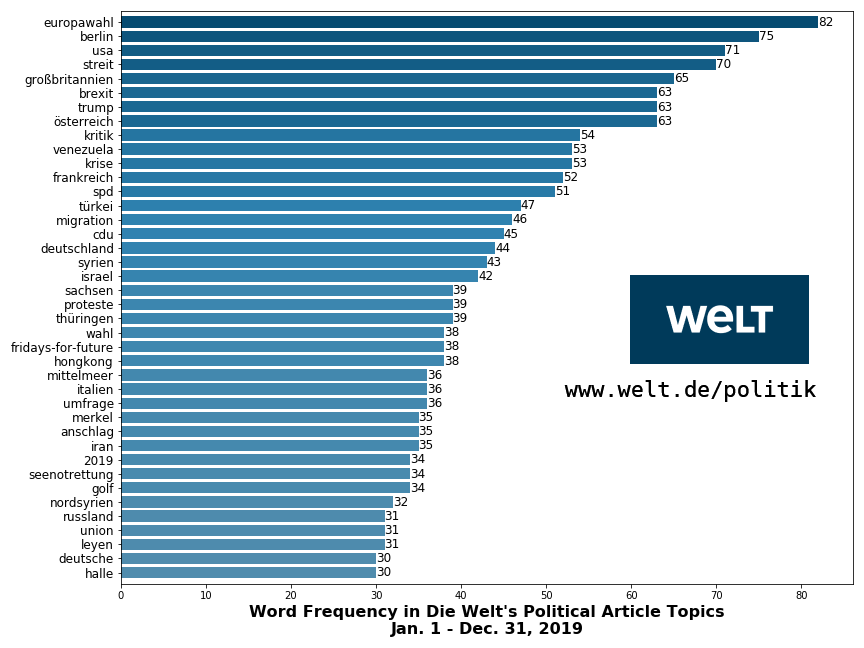 europawahl 82
berlin 75
usa 71
streit 70
großbritannien 65
brexit 63
trump 63
österreich 63
kritik 54
venezuela 53
krise 53
frankreich 52
spd 51
türkei 47
migration 46
cdu 45
deutschland 44
syrien 43
israel 42
sachsen 39
proteste 39
thüringen 39
wahl 38
fridays-for-future 38
hongkong 38
mittelmeer 36
italien 36
umfrage 36
merkel 35
anschlag 35
iran 35
2019 34
seenotrettung 34
golf 34
nordsyrien 32
russland 31
union 31
leyen 31
deutsche 30
halle 30
WELT
www.welt.de/politik
0 10 20 30 40 50 60 70 80
Word Frequency in Die Welt's Political Article Topics
Jan. 1 - Dec. 31, 2019